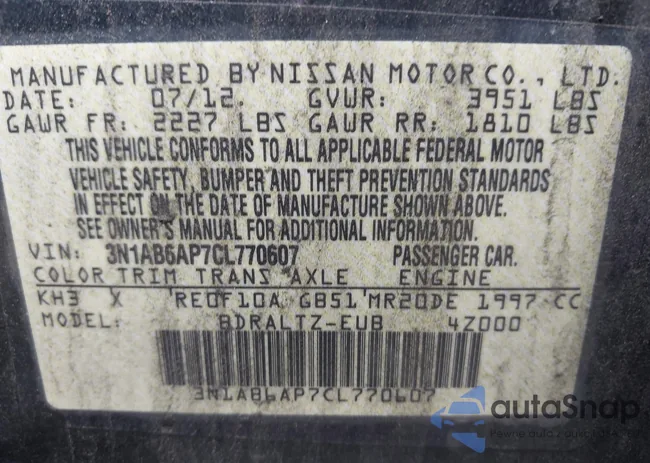 MANUFACTURED BY NISSAN MOTOR CO., LTD.
DATE: 07/12. GVWR: 3951 LBS
GAWR FR: 2227 LBS GAWR RR: 1810 LBS
THIS VEHICLE CONFORMS TO ALL APPLICABLE FEDERAL MOTOR
VEHICLE SAFETY, BUMPER AND THEFT PREVENTION STANDARDS
IN EFFECT ON THE DATE OF MANUFACTURE SHOWN ABOVE.
SEE OWNER'S MANUAL FOR ADDITIONAL INFORMATION.
VIN: 3N1AB6AP7CL770607 PASSENGER CAR.
COLOR TRIM TRANS AXLE ENGINE
KH3 X RE0F10A GB51 MR20DE 1997 CC
MODEL: BDRALTZ-EUB 4Z000
3N1AB6AP7CL770607
autoSnap
Pewne auta z USA